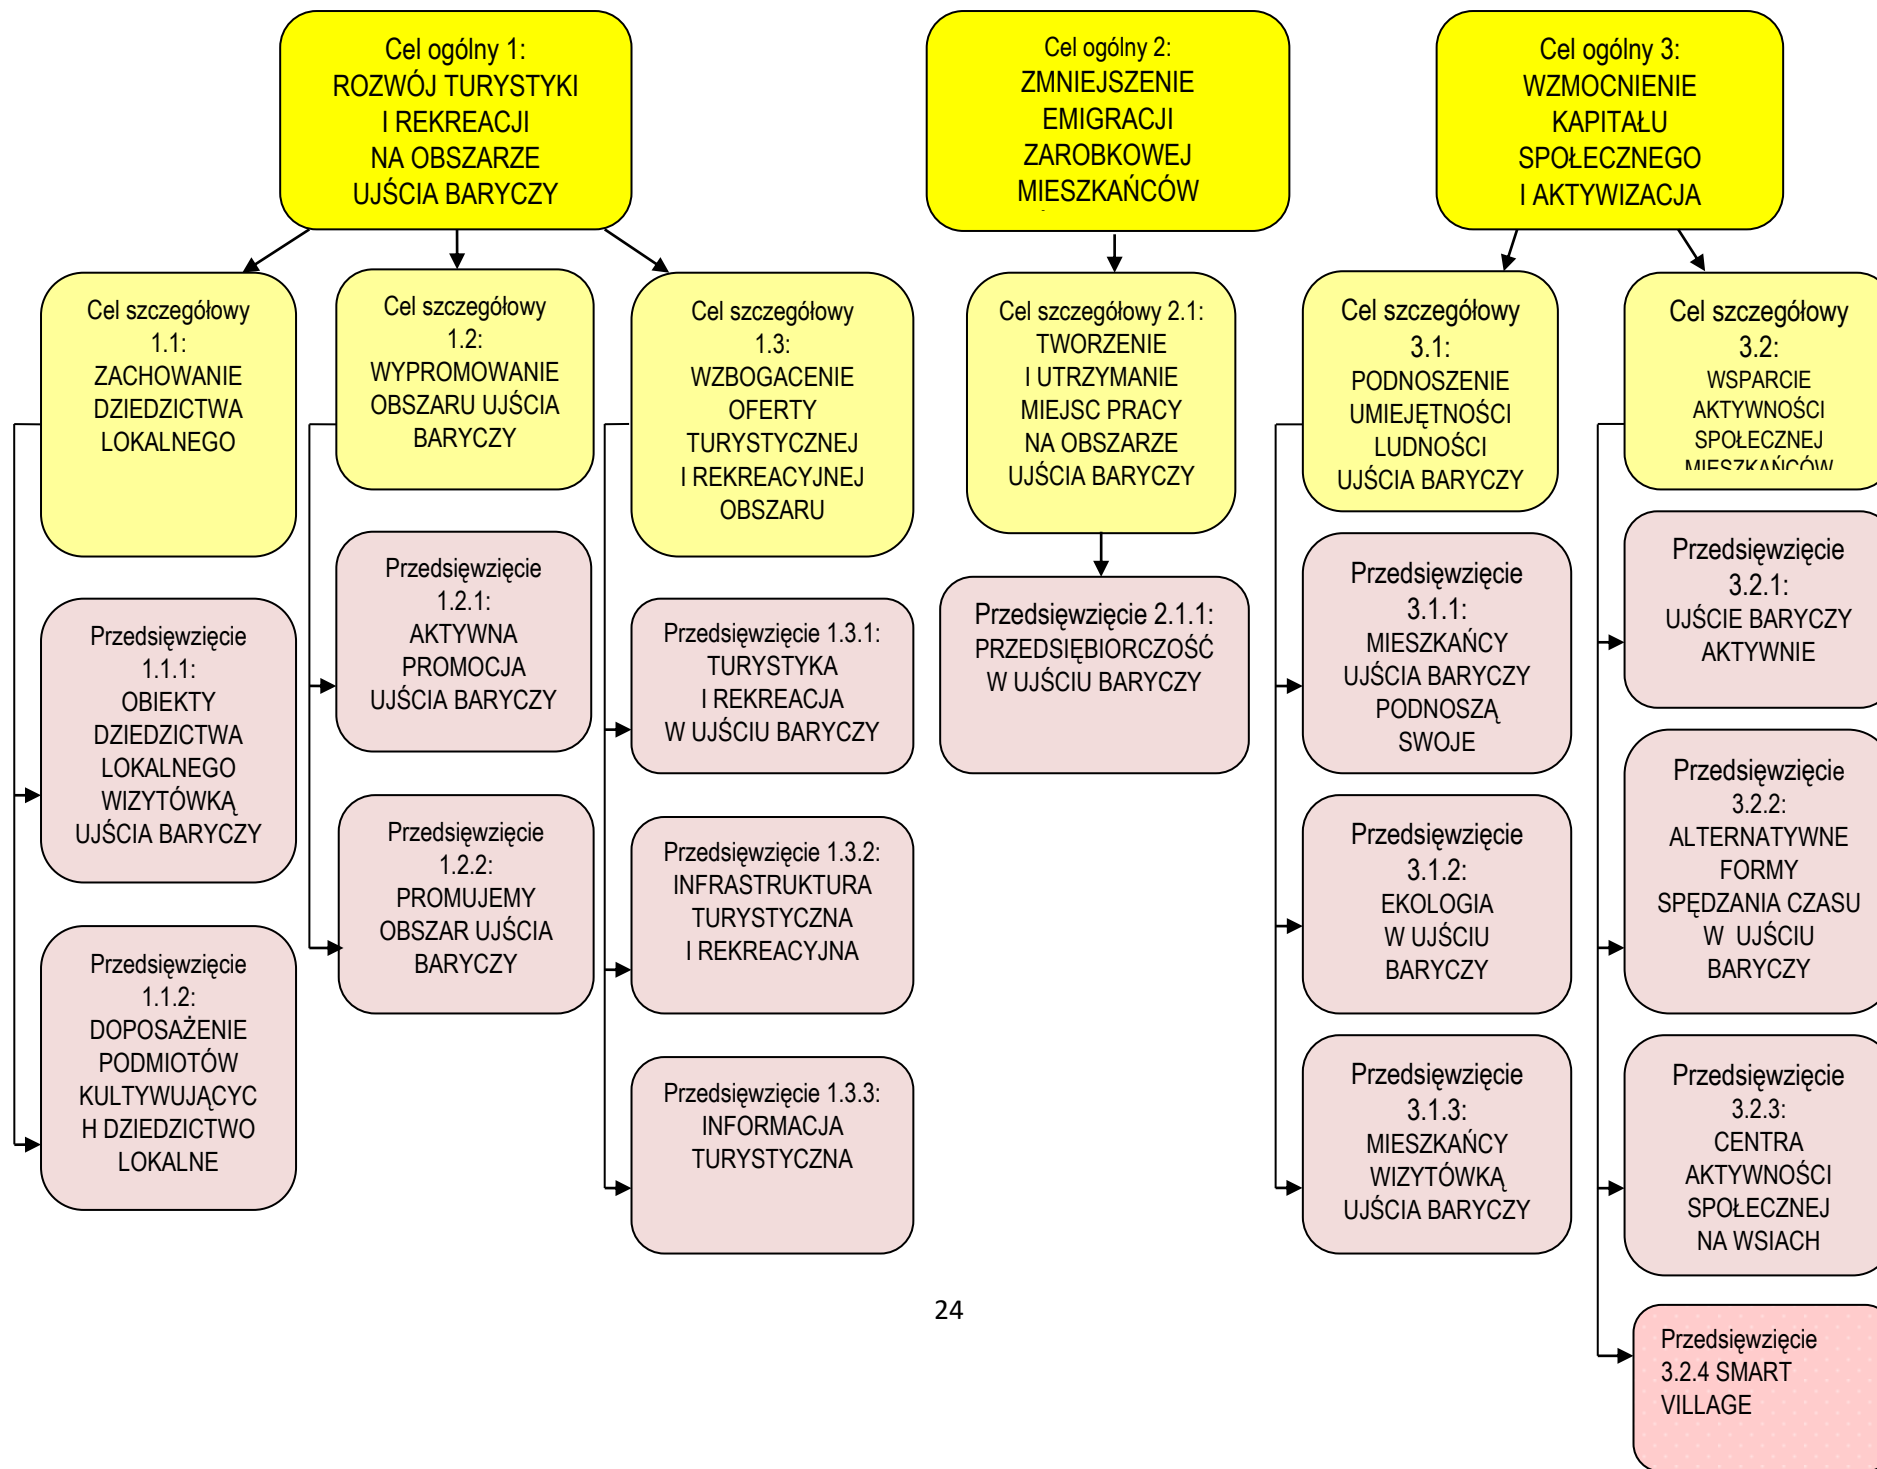 Cel ogólny 1:
ROZWÓJ TURYSTYKI
I REKREACJI
NA OBSZARZE
UJŚCIA BARYCZY
Cel ogólny 2:
ZMNIEJSZENIE
EMIGRACJI
ZAROBKOWEJ
MIESZKAŃCÓW
Cel ogólny 3:
WZMOCNIENIE
KAPITAŁU
SPOŁECZNEGO
I AKTYWIZACJA
Cel szczegółowy
1.1:
ZACHOWANIE
DZIEDZICTWA
LOKALNEGO
Cel szczegółowy
1.2:
WYPROMOWANIE
OBSZARU UJŚCIA
BARYCZY
Cel szczegółowy
1.3:
WZBOGACENIE
OFERTY
TURYSTYCZNEJ
I REKREACYJNEJ
OBSZARU
Cel szczegółowy 2.1:
TWORZENIE
I UTRZYMANIE
MIEJSC PRACY
NA OBSZARZE
UJŚCIA BARYCZY
Cel szczegółowy
3.1:
PODNOSZENIE
UMIEJĘTNOŚCI
LUDNOŚCI
UJŚCIA BARYCZY
Cel szczegółowy
3.2:
WSPARCIE
AKTYWNOŚCI
SPOŁECZNEJ
MIESZKAŃCÓW
Przedsięwzięcie
1.1.1:
OBIEKTY
DZIEDZICTWA
LOKALNEGO
WIZYTÓWKĄ
UJŚCIA BARYCZY
Przedsięwzięcie
1.1.2:
DOPOSAŻENIE
PODMIOTÓW
KULTYWUJĄCYC
H DZIEDZICTWO
LOKALNE
Przedsięwzięcie
1.2.1:
AKTYWNA
PROMOCJA
UJŚCIA BARYCZY
Przedsięwzięcie
1.2.2:
PROMUJEMY
OBSZAR UJŚCIA
BARYCZY
Przedsięwzięcie 1.3.1:
TURYSTYKA
I REKREACJA
W UJŚCIU BARYCZY
Przedsięwzięcie 1.3.2:
INFRASTRUKTURA
TURYSTYCZNA
I REKREACYJNA
Przedsięwzięcie 1.3.3:
INFORMACJA
TURYSTYCZNA
Przedsięwzięcie 2.1.1:
PRZEDSIĘBIORCZOŚĆ
W UJŚCIU BARYCZY
Przedsięwzięcie
3.1.1:
MIESZKAŃCY
UJŚCIA BARYCZY
PODNOSZĄ
SWOJE
Przedsięwzięcie
3.1.2:
EKOLOGIA
W UJŚCIU
BARYCZY
Przedsięwzięcie
3.1.3:
MIESZKAŃCY
WIZYTÓWKĄ
UJŚCIA BARYCZY
Przedsięwzięcie
3.2.1:
UJŚCIE BARYCZY
AKTYWNIE
Przedsięwzięcie
3.2.2:
ALTERNATYWNE
FORMY
SPĘDZANIA CZASU
W UJŚCIU
BARYCZY
Przedsięwzięcie
3.2.3:
CENTRA
AKTYWNOŚCI
SPOŁECZNEJ
NA WSIACH
Przedsięwzięcie
3.2.4 SMART
VILLAGE
24